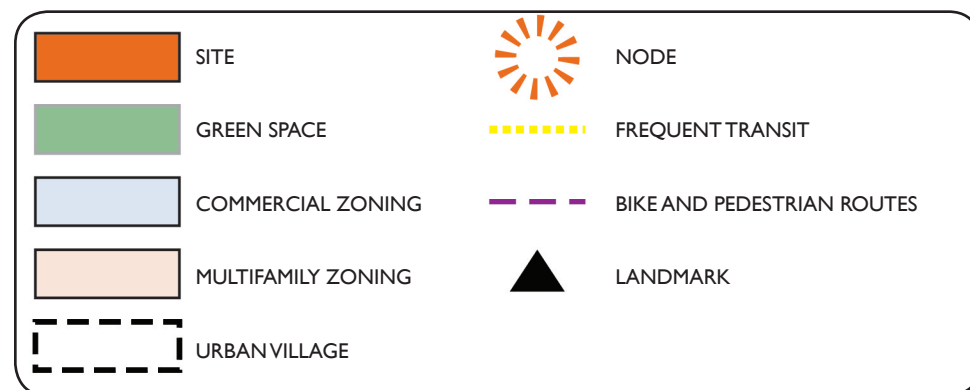 SITE
GREEN SPACE
COMMERCIAL ZONING
MULTIFAMILY ZONING
URBAN VILLAGE
NODE
FREQUENT TRANSIT
BIKE AND PEDESTRIAN ROUTES
LANDMARK